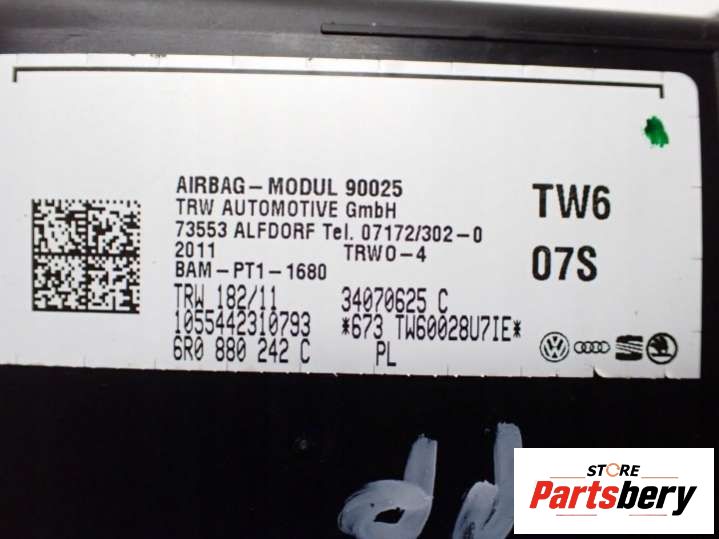 AIRBAG-MODUL 90025
TRW AUTOMOTIVE GmbH
73553 ALFDORF Tel. 07172/302-0
2011 TRWO-4
BAM-PT1-1680
TRW 182/11 34070625 C
1055442310793 *673 TW60028U7IE*
6R0 880 242 C PL
TW6
07S
STORE
Partsbery